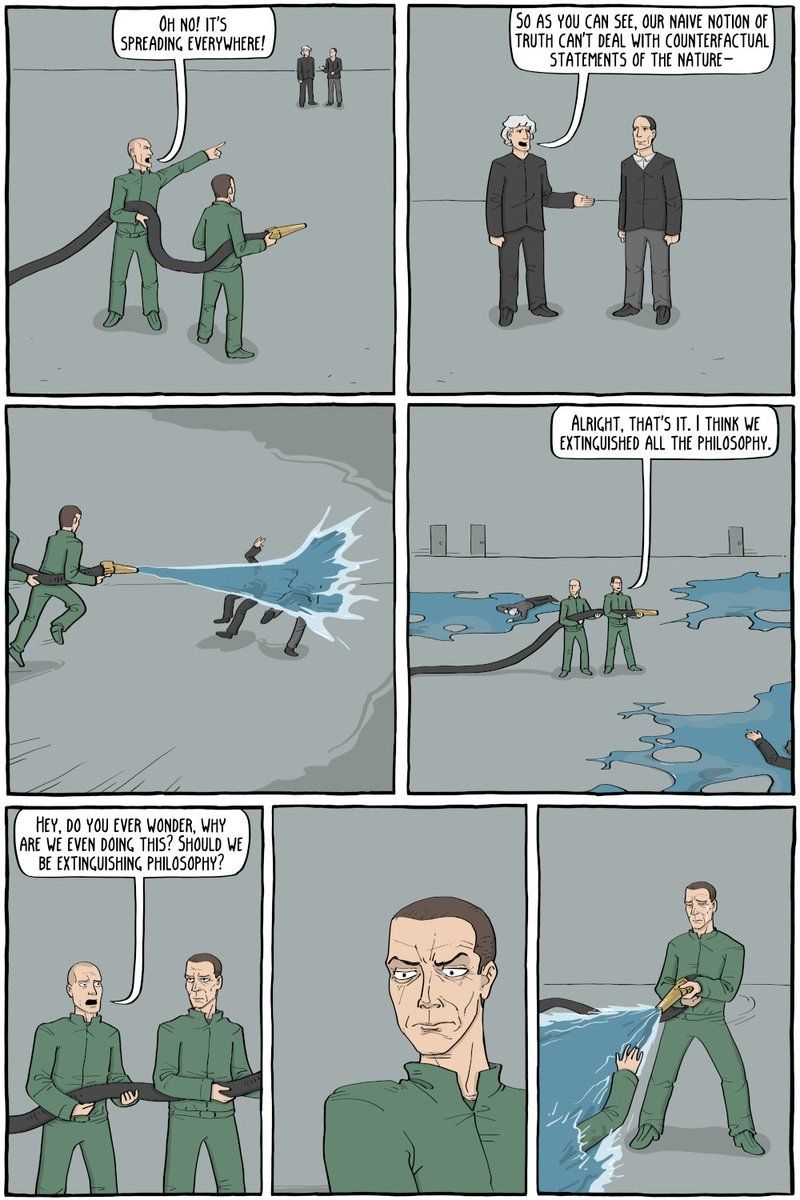 Oh no! It's
spreading everywhere!
So as you can see, our naive notion of
truth can't deal with counterfactual
statements of the nature–
Alright, that's it. I think we
extinguished all the philosophy.
Hey, do you ever wonder, why
are we even doing this? Should we
be extinguishing philosophy?